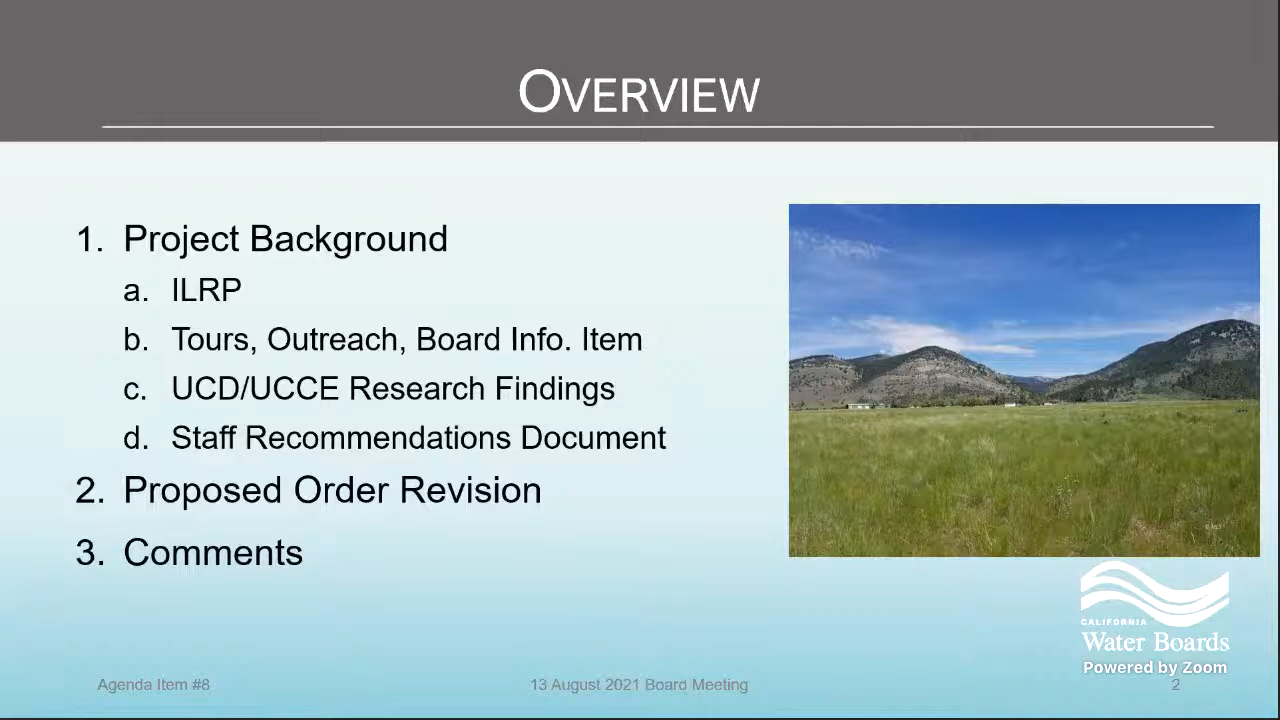 OVERVIEW
1. Project Background
a. ILRP
b. Tours, Outreach, Board Info. Item
c. UCD/UCCE Research Findings
d. Staff Recommendations Document
2. Proposed Order Revision
3. Comments
CALIFORNIA
Water Boards
Powered by Zoom
Agenda Item #8
13 August 2021 Board Meeting
2